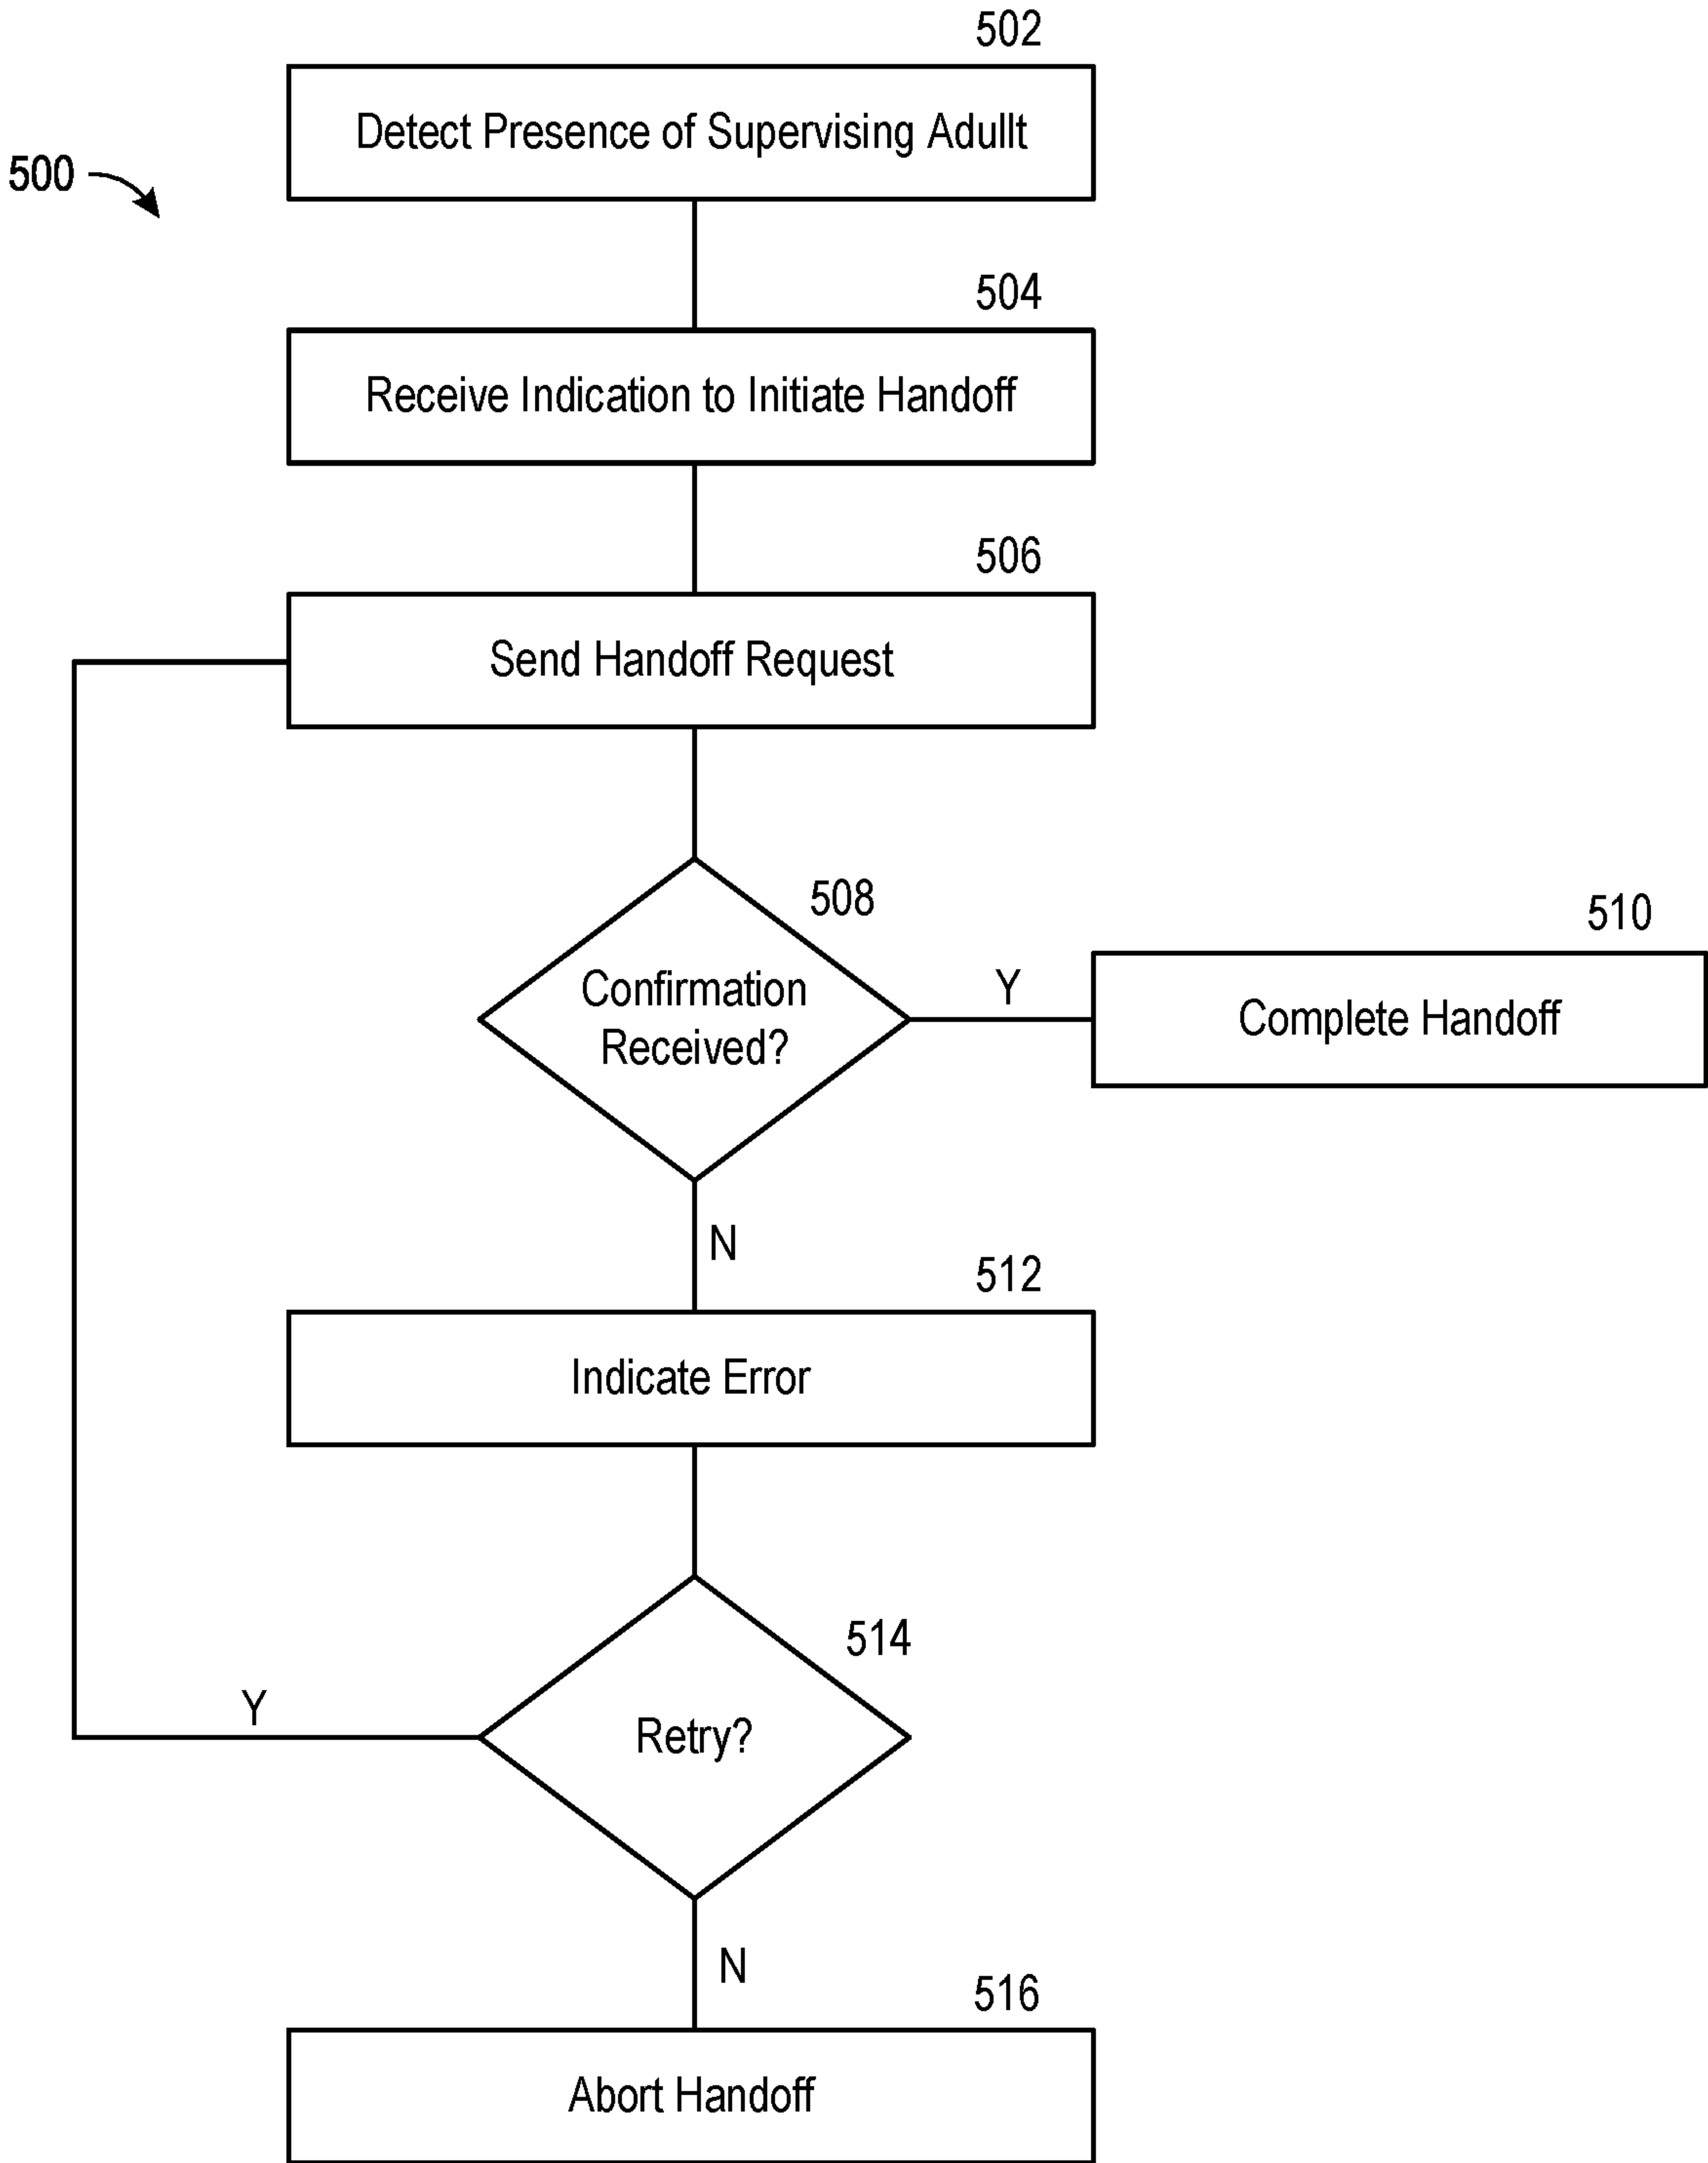 502
Detect Presence of Supervising Adullt
500
504
Receive Indication to Initiate Handoff
506
Send Handoff Request
508
Confirmation
Received?
Y
510
Complete Handoff
N
512
Indicate Error
514
Retry?
Y
N
516
Abort Handoff